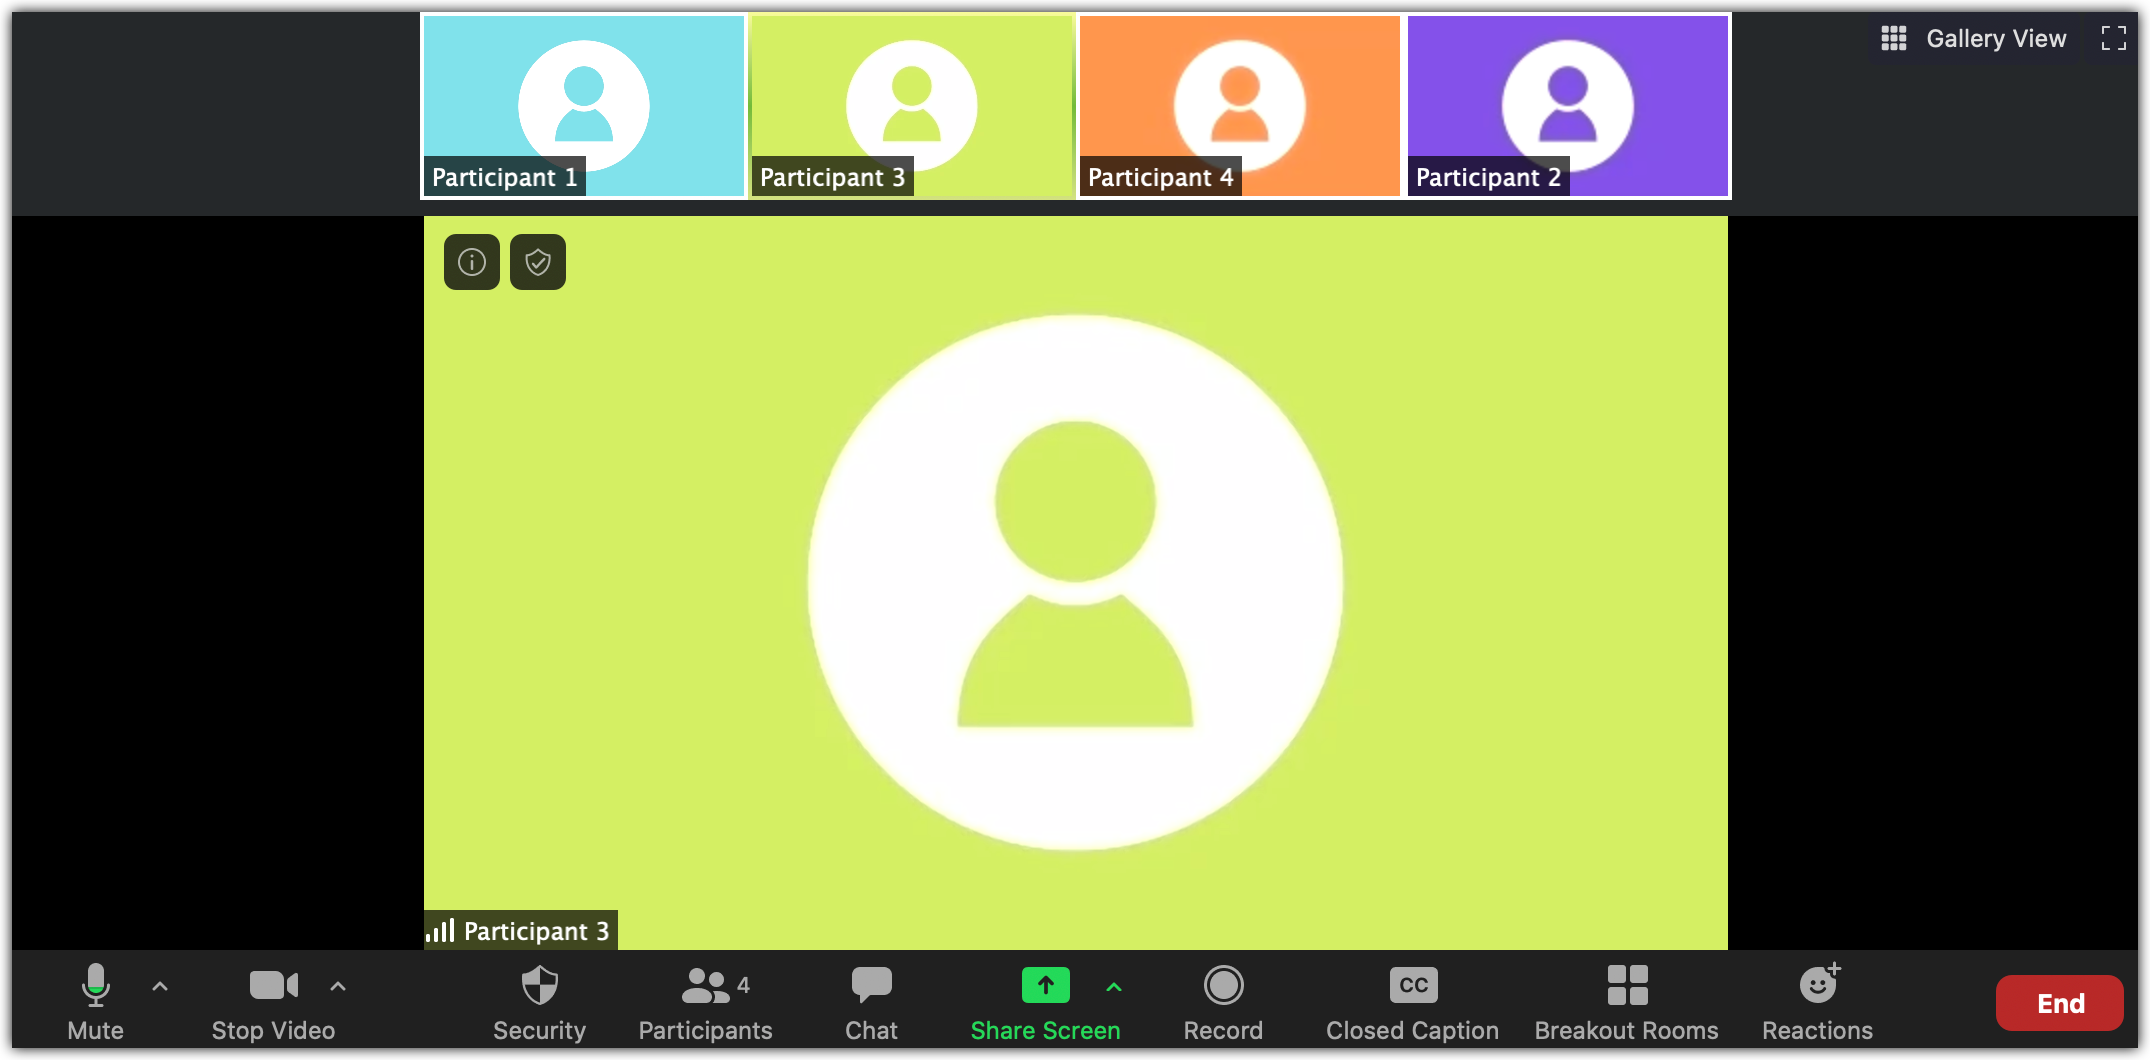 Participant 1
Participant 3
Participant 4
Participant 2
Gallery View
Participant 3
Mute
Stop Video
Security
4
Participants
Chat
Share Screen
Record
CC
Closed Caption
Breakout Rooms
Reactions
End